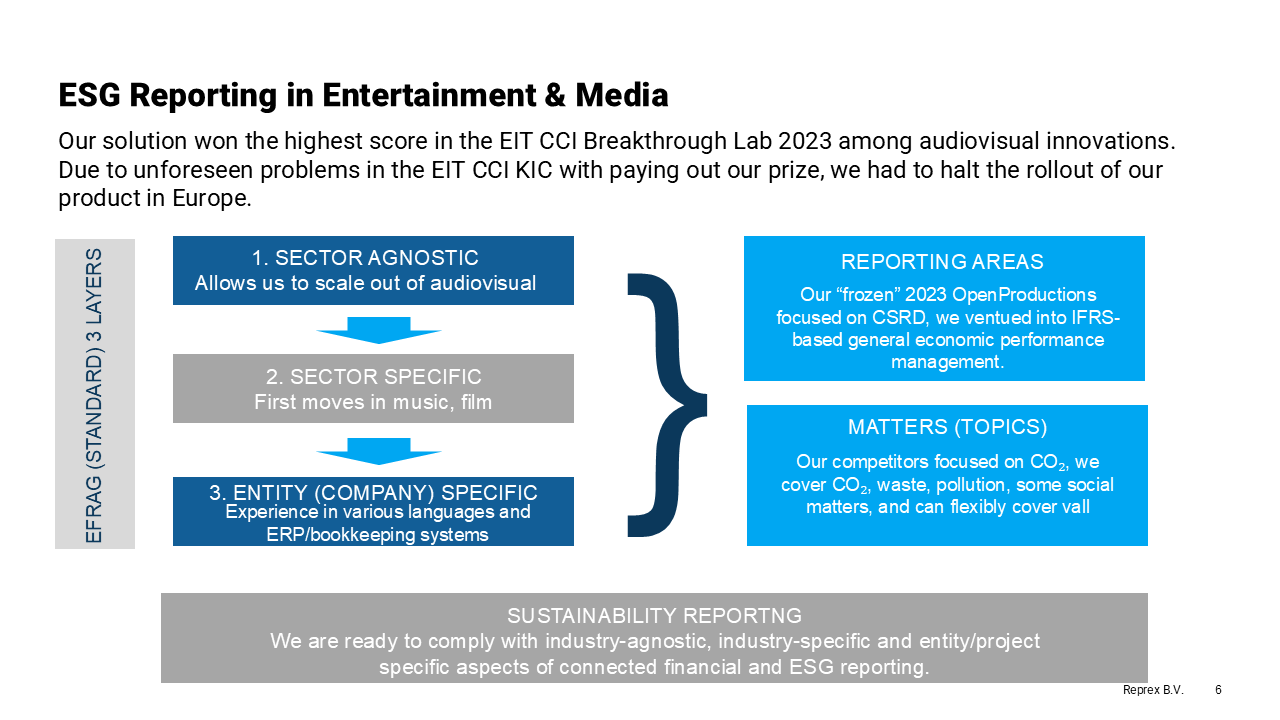 ESG Reporting in Entertainment & Media
Our solution won the highest score in the EIT CCI Breakthrough Lab 2023 among audiovisual innovations.
Due to unforeseen problems in the EIT CCI KIC with paying out our prize, we had to halt the rollout of our
product in Europe.
EFRAG (STANDARD) 3 LAYERS
1. SECTOR AGNOSTIC
Allows us to scale out of audiovisual
2. SECTOR SPECIFIC
First moves in music, film
3. ENTITY (COMPANY) SPECIFIC
Experience in various languages and
ERP/bookkeeping systems
}
REPORTING AREAS
Our “frozen” 2023 OpenProductions
focused on CSRD, we ventued into IFRS-
based general economic performance
management.
MATTERS (TOPICS)
Our competitors focused on CO₂, we
cover CO₂, waste, pollution, some social
matters, and can flexibly cover vall
SUSTAINABILITY REPORTNG
We are ready to comply with industry-agnostic, industry-specific and entity/project
specific aspects of connected financial and ESG reporting.
Reprex B.V. 6